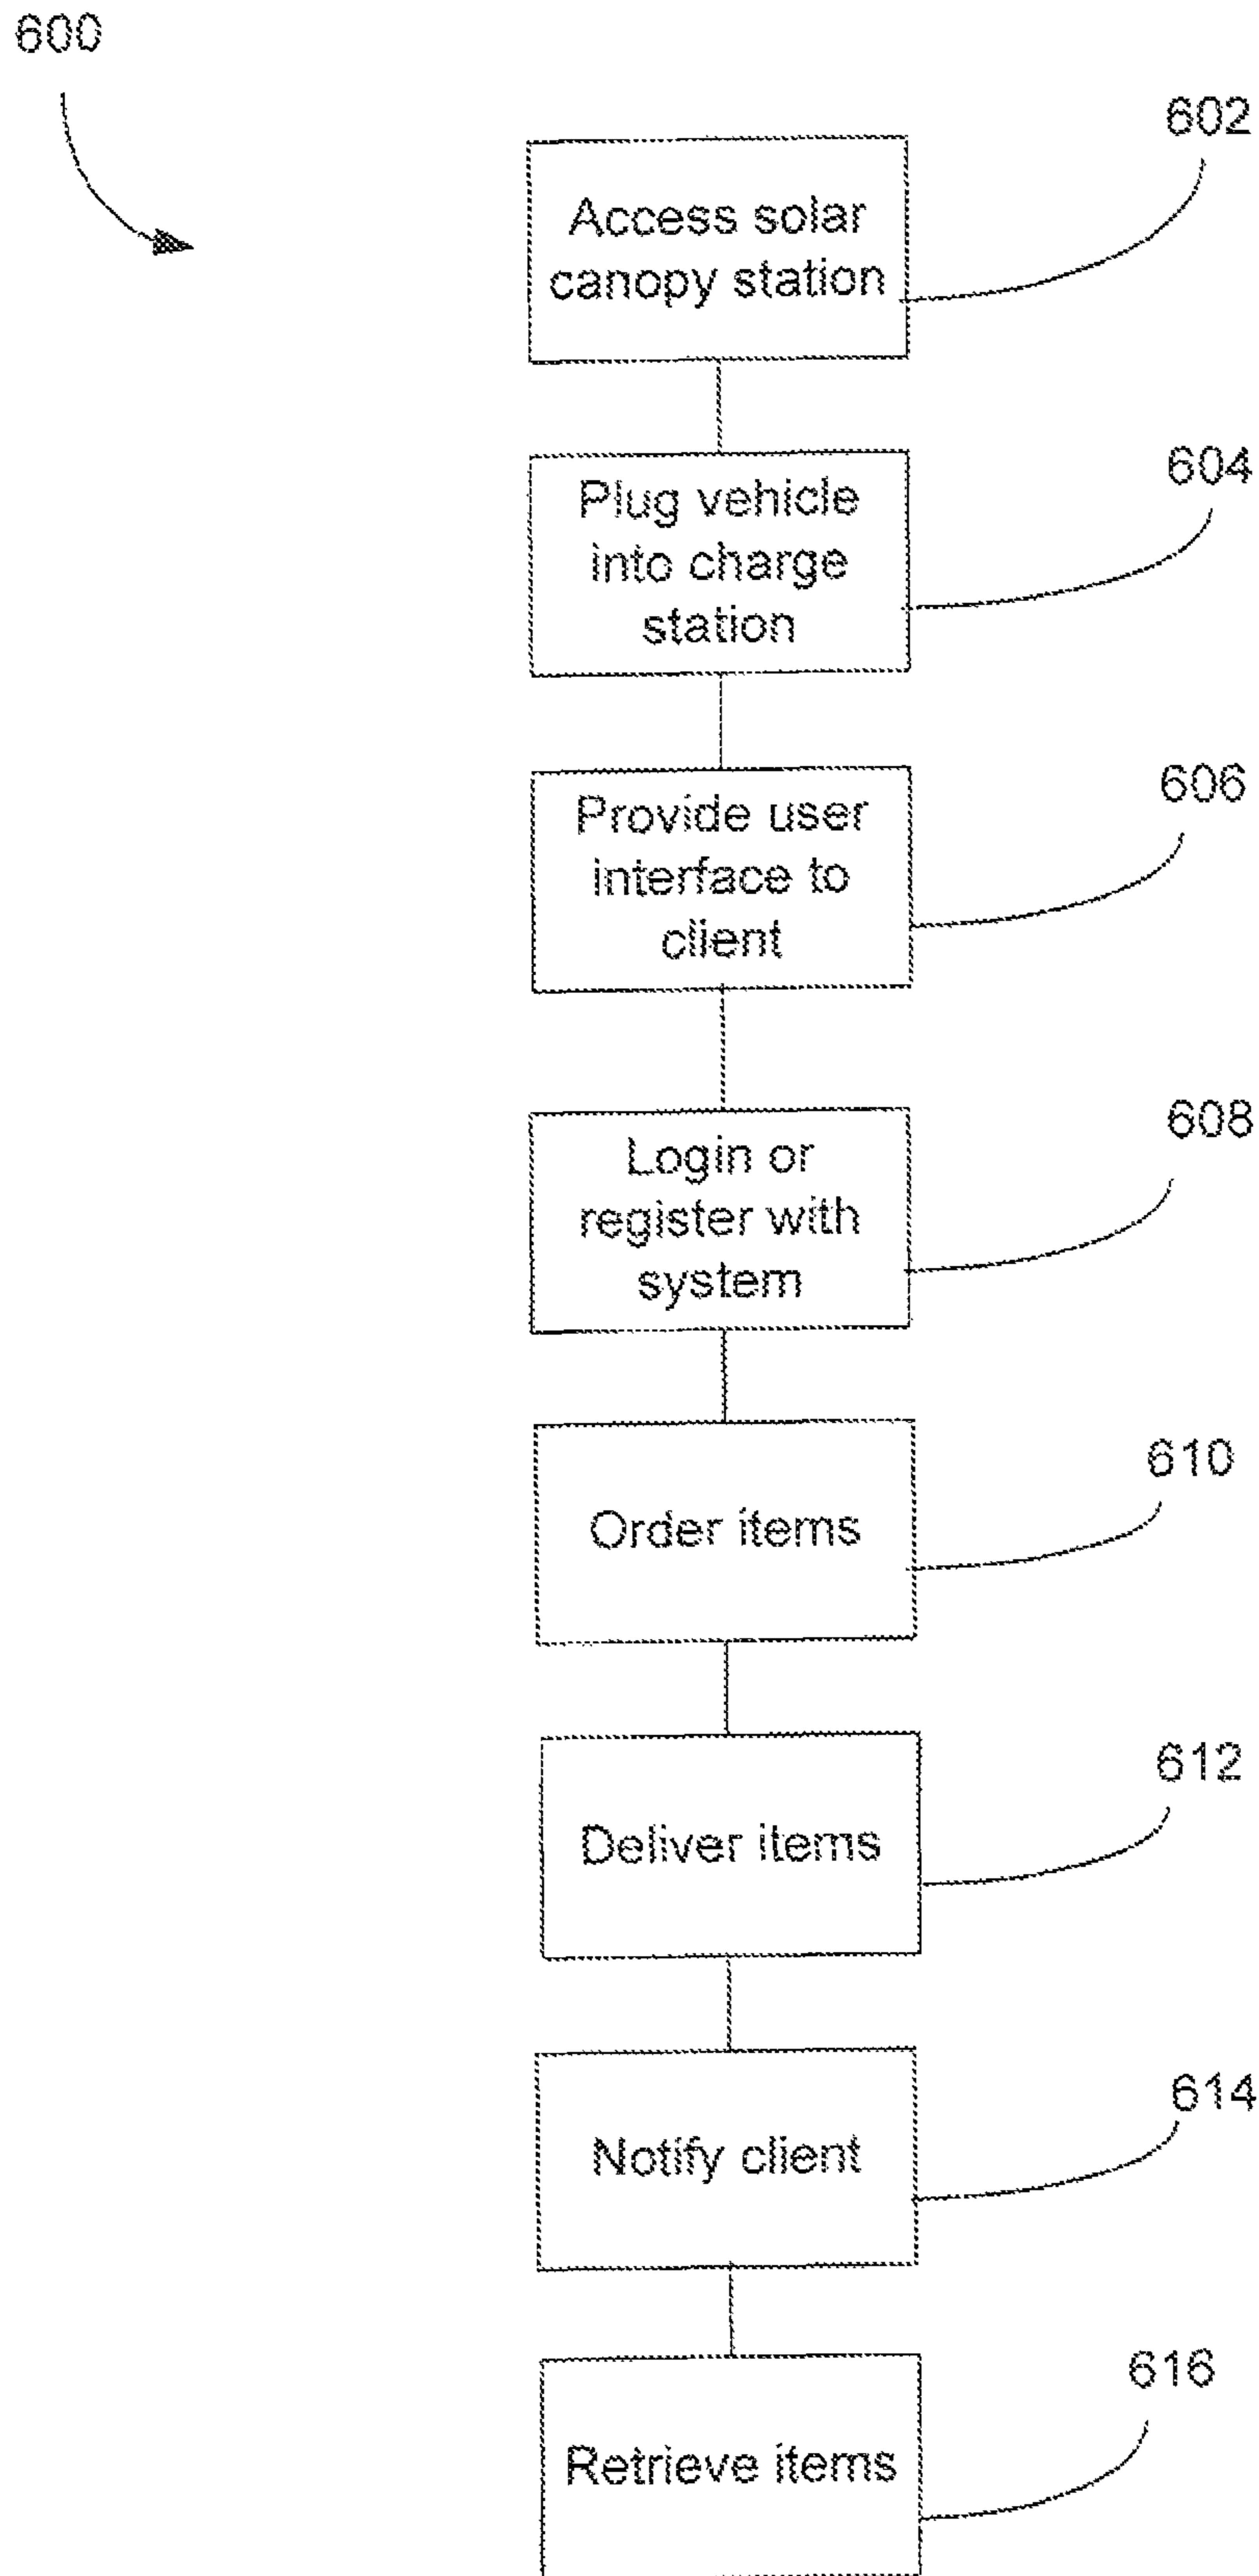 600
602
Access solar
canopy station
604
Plug vehicle
into charge
station
606
Provide user
interface to
client
608
Login or
register with
system
610
Order items
612
Deliver items
614
Notify client
616
Retrieve items